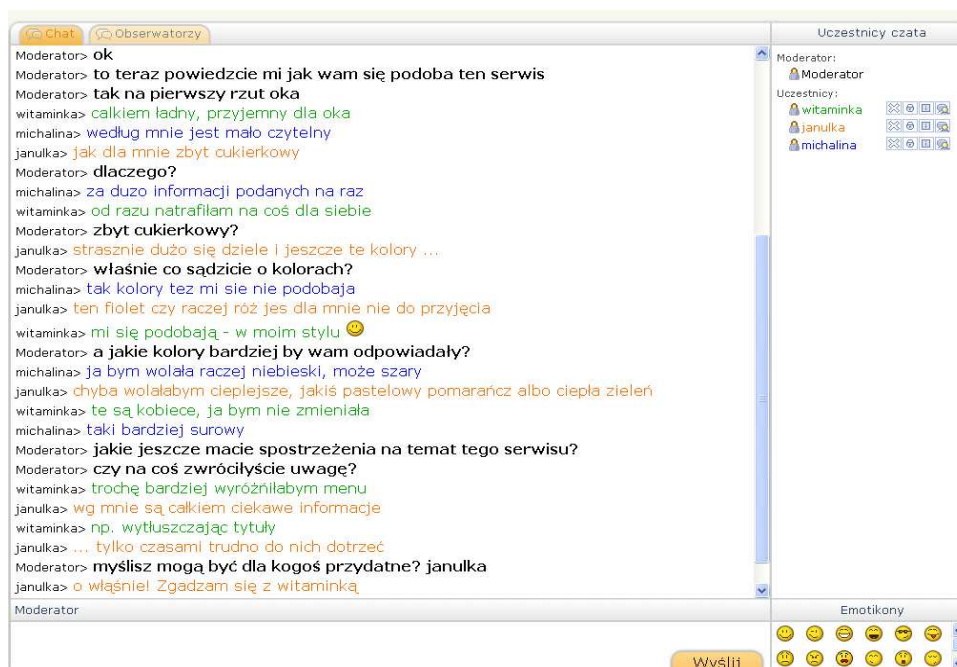 Chat Obserwatorzy
Uczestnicy czata
Moderator> ok
Moderator> to teraz powiedzcie mi jak wam się podoba ten serwis
Moderator> tak na pierwszy rzut oka
witaminka> calkiem ładny, przyjemny dla oka
michalina> według mnie jest mało czytelny
janulka> jak dla mnie zbyt cukierkowy
Moderator> dlaczego?
michalina> za duzo informacji podanych na raz
witaminka> od razu natrafiłam na coś dla siebie
Moderator> zbyt cukierkowy?
janulka> strasznie dużo się dziele i jeszcze te kolory ...
Moderator> właśnie co sądzicie o kolorach?
michalina> tak kolory tez mi sie nie podobaja
janulka> ten fiolet czy raczej róż jes dla mnie nie do przyjęcia
witaminka> mi się podobają - w moim stylu
Moderator> a jakie kolory bardziej by wam odpowiadały?
michalina> ja bym wolała raczej niebieski, może szary
janulka> chyba wolałabym cieplejsze, jakiś pastelowy pomarańcz albo ciepła zieleń
witaminka> te są kobiece, ja bym nie zmieniała
michalina> taki bardziej surowy
Moderator> jakie jeszcze macie spostrzeżenia na temat tego serwisu?
Moderator> czy na coś zwróciłyście uwagę?
witaminka> trochę bardziej wyróżńiłabym menu
janulka> wg mnie są całkiem ciekawe informacje
witaminka> np. wytłuszczając tytuły
janulka> ... tylko czasami trudno do nich dotrzeć
Moderator> myślisz mogą być dla kogoś przydatne? janulka
janulka> o właśnie! Zgadzam się z witaminką
Moderator:
Moderator
Uczestnicy:
witaminka
janulka
michalina
Moderator
Emotikony
Wyślij